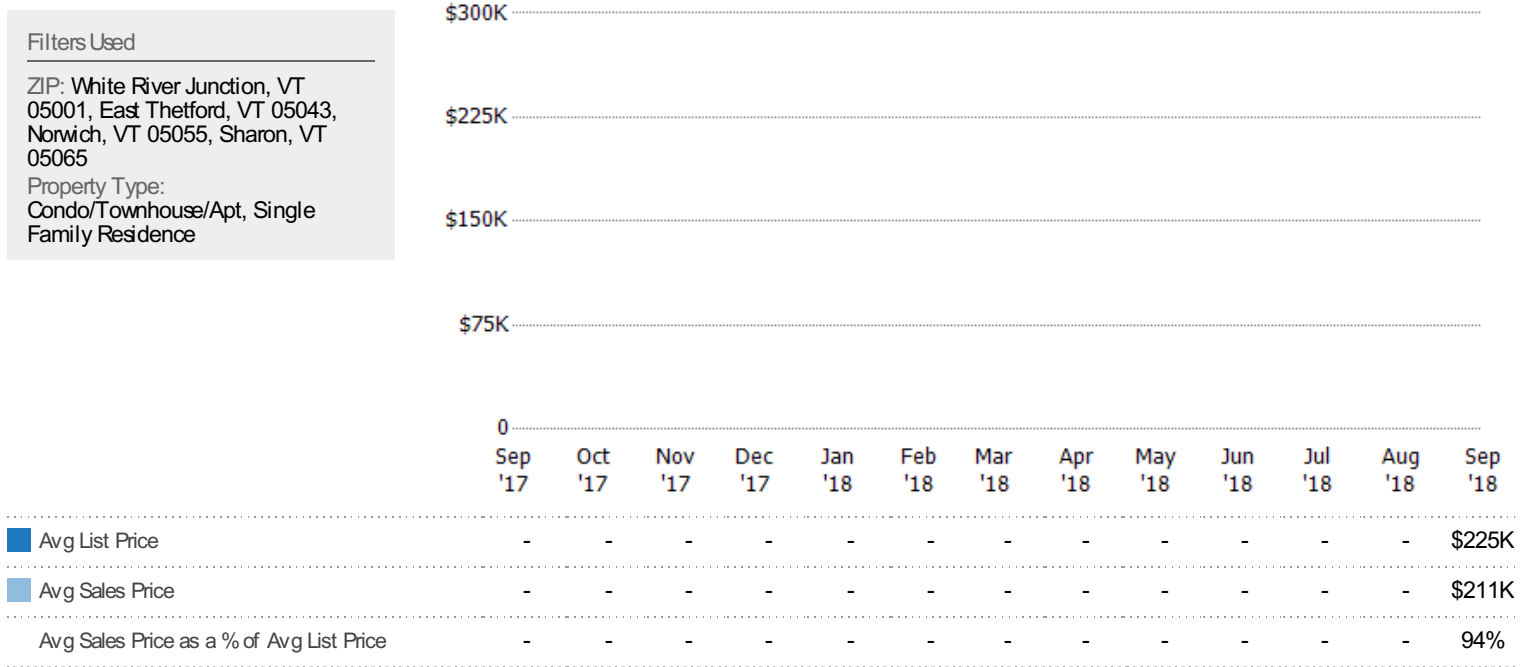 Filters Used
ZIP: White River Junction, VT
05001, East Thetford, VT 05043,
Norwich, VT 05055, Sharon, VT
05065
Property Type:
Condo/Townhouse/Apt, Single
Family Residence
$300K
$225K
$150K
$75K
0
Sep Oct Nov Dec Jan Feb Mar Apr May Jun Jul Aug Sep
'17 '17 '17 '17 '18 '18 '18 '18 '18 '18 '18 '18 '18
Avg List Price - - - - - - - - - - - - $225K
Avg Sales Price - - - - - - - - - - - - $211K
Avg Sales Price as a % of Avg List Price - - - - - - - - - - - - 94%